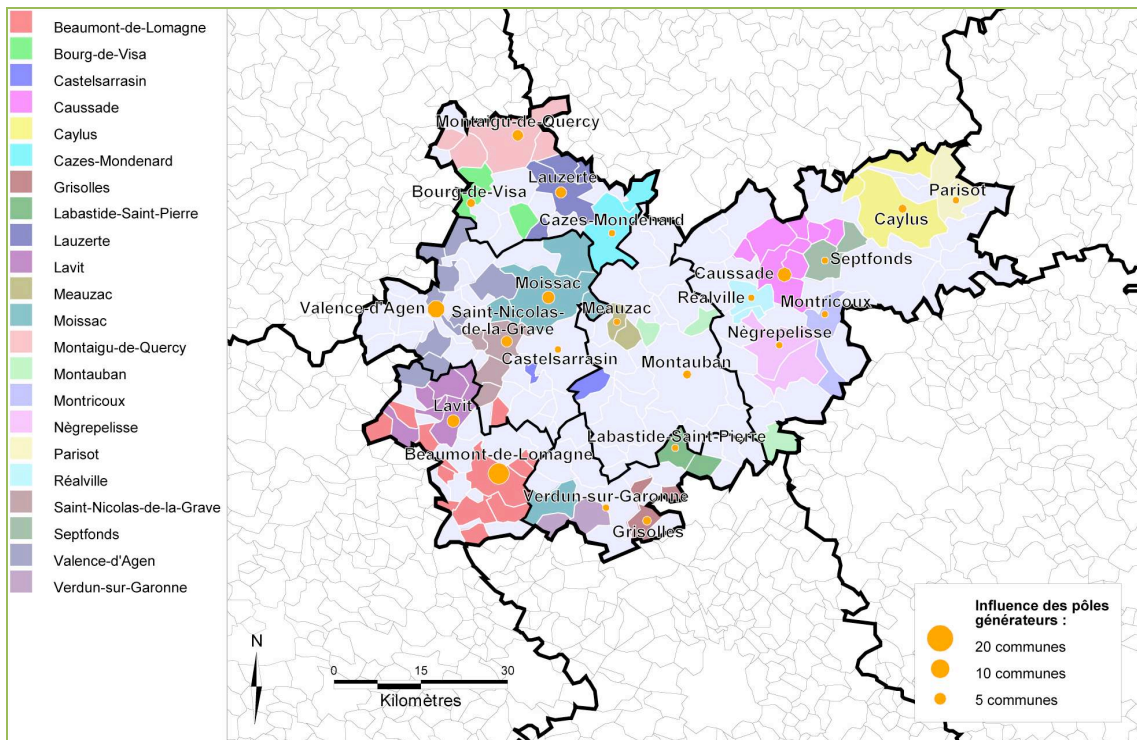 Beaumont-de-Lomagne
Bourg-de-Visa
Castelsarrasin
Caussade
Caylus
Cazes-Mondenard
Grisolles
Labastide-Saint-Pierre
Lauzerte
Lavit
Meauzac
Moissac
Montaigu-de-Quercy
Montauban
Montricoux
Nègrepelisse
Parisot
Réalville
Saint-Nicolas-de-la-Grave
Septfonds
Valence-d'Agen
Verdun-sur-Garonne
Montaigu-de-Quercy
Lauzerte
Bourg-de-Visa
Parisot
Cazes-Mondenard
Caylus
Septfonds
Caussade
Moissac
Réalville
Montricoux
Valence-d'Agen
Meauzac
Saint-Nicolas-
de-la-Grave
Nègrepelisse
Castelsarrasin
Montauban
Lavit
Labastide-Saint-Pierre
Beaumont-de-Lomagne
Verdun-sur-Garonne
Grisolles
N
0 15 30
Kilomètres
Influence des pôles
générateurs :
20 communes
10 communes
5 communes